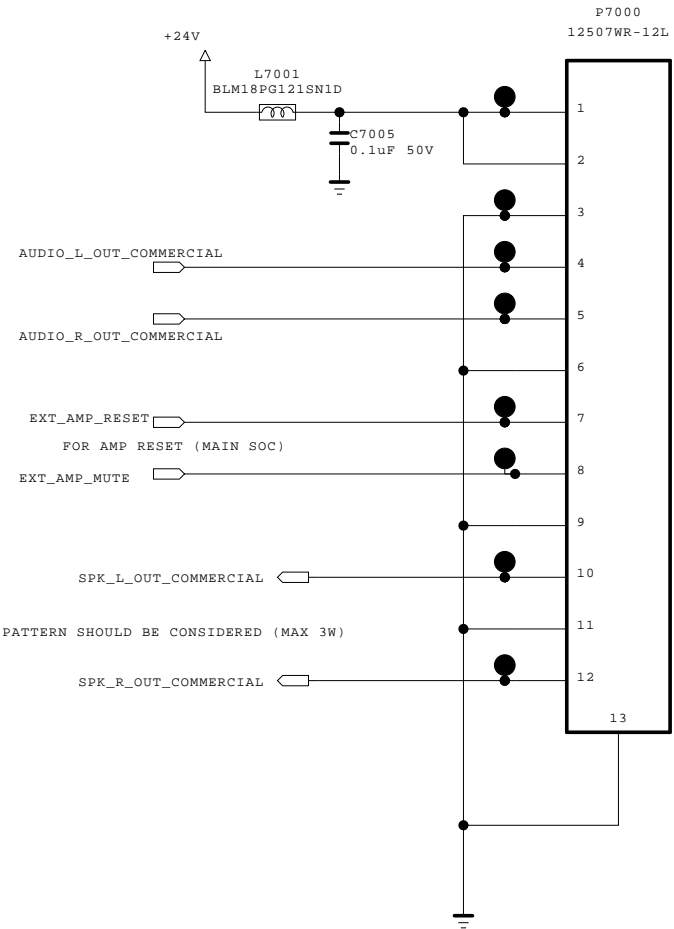 P7000
12507WR-12L
+24V
L7001
BLM18PG121SN1D
C7005
0.1uF 50V
1
2
3
AUDIO_L_OUT_COMMERCIAL
4
5
AUDIO_R_OUT_COMMERCIAL
6
EXT_AMP_RESET
7
FOR AMP RESET (MAIN SOC)
EXT_AMP_MUTE
8
9
SPK_L_OUT_COMMERCIAL
10
PATTERN SHOULD BE CONSIDERED (MAX 3W)
11
SPK_R_OUT_COMMERCIAL
12
13